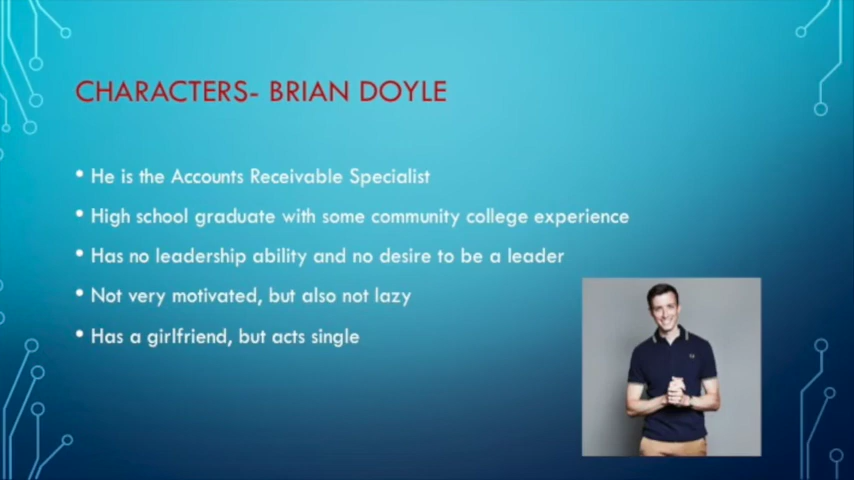 CHARACTERS- BRIAN DOYLE
• He is the Accounts Receivable Specialist
• High school graduate with some community college experience
• Has no leadership ability and no desire to be a leader
• Not very motivated, but also not lazy
• Has a girlfriend, but acts single